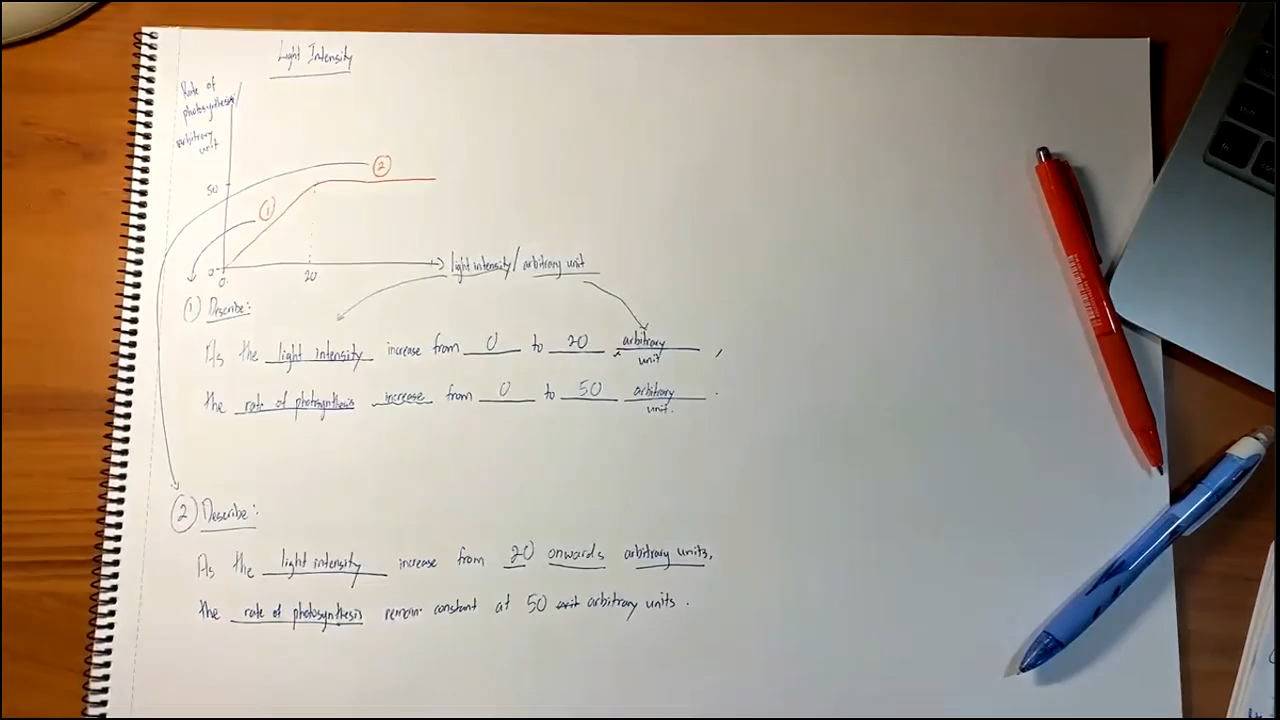 Light Intensity
Rate of
photosynthesis/
arbitrary
unit
50
0
0
20
light intensity/arbitrary unit
1
2
1 Describe:
As the light intensity increase from 0 to 20 arbitrary unit,
the rate of photosynthesis increase from 0 to 50 arbitrary unit.
2 Describe:
As the light intensity increase from 20 onwards arbitrary units,
the rate of photosynthesis remain constant at 50 arbitrary units.